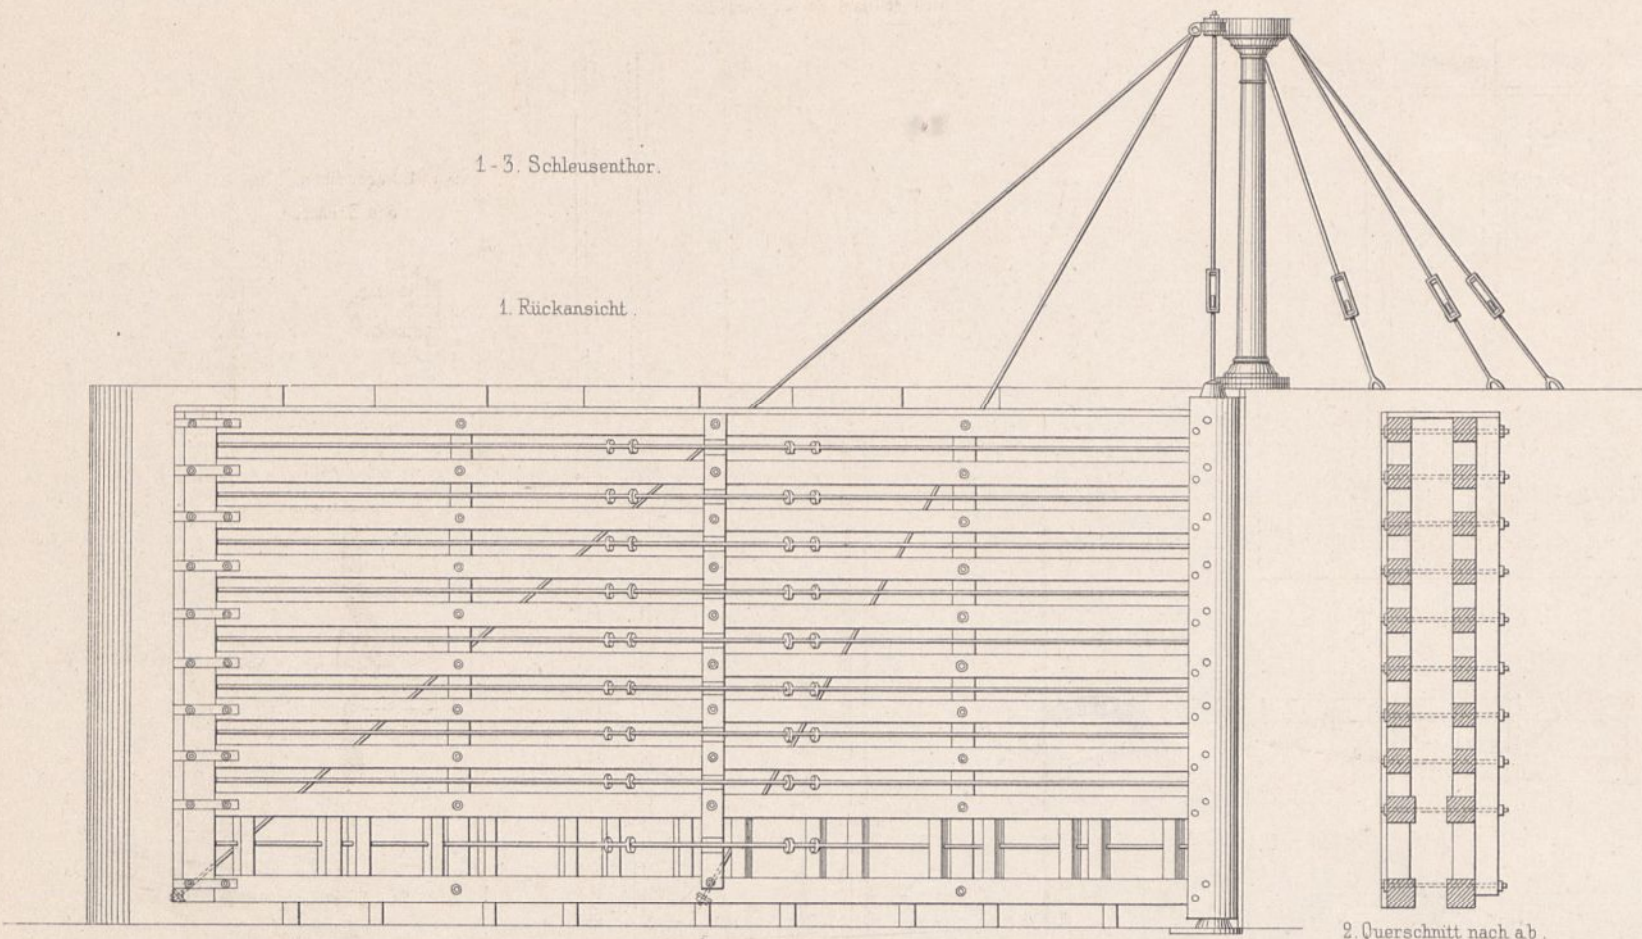 1-3. Schleusenthor.
1. Rückansicht.
2. Querschnitt nach ab.